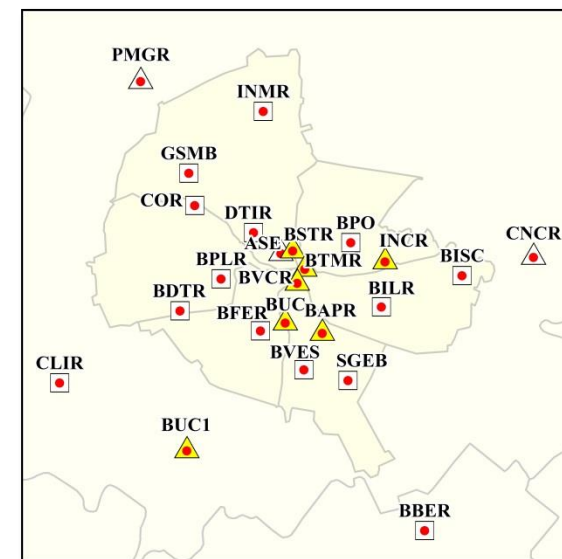 PMGR
INMR
GSMB
COR
DTIR
BSTR
BPO
ASE
INCR
CNCR
BTMR
BISC
BPLR
BVCR
BDTR
BUC
BAPR
BILR
BFER
CLIR
BVES
SGEB
BUC1
BBER